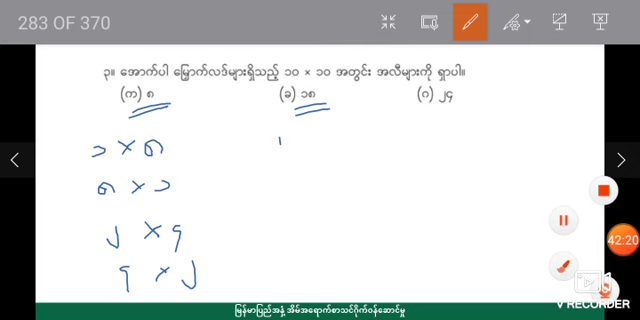 283 OF 370
၃။ အောက်ပါ မြှောက်လဒ်များရှိသည့် ၁၀ × ၁၀ အတွင်း အလီများကို ရှာပါ။
(က) ၈ (ခ) ၁၈ (ဂ) ၂၄
၁ × ၈
၈ × ၁
၂ × ၄
၄ × ၂
42:20
V RECORDER
မြန်မာပြည်အနှံ့ အိမ်အရောက်စာသင်ဝိုက်ဝန်ဆောင်မှု